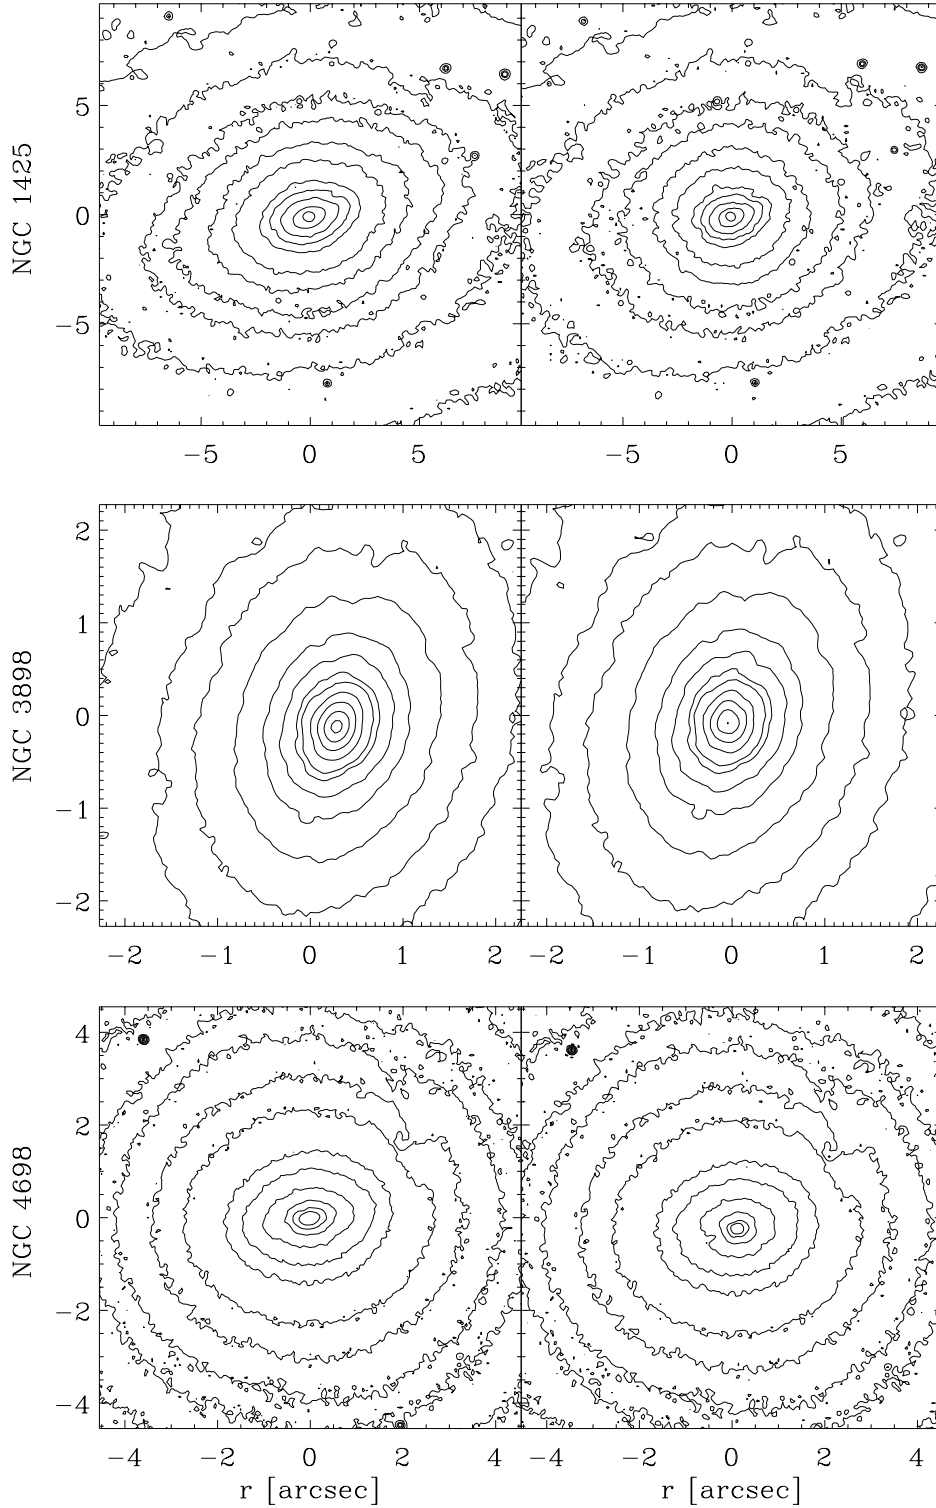 NGC 1425
5
0
−5
−5 0 5 −5 0 5
NGC 3898
2
1
0
−1
−2
−2 −1 0 1 2 −2 −1 0 1 2
NGC 4698
4
2
0
−2
−4
−4 −2 0 2 4 −4 −2 0 2 4
r [arcsec] r [arcsec]